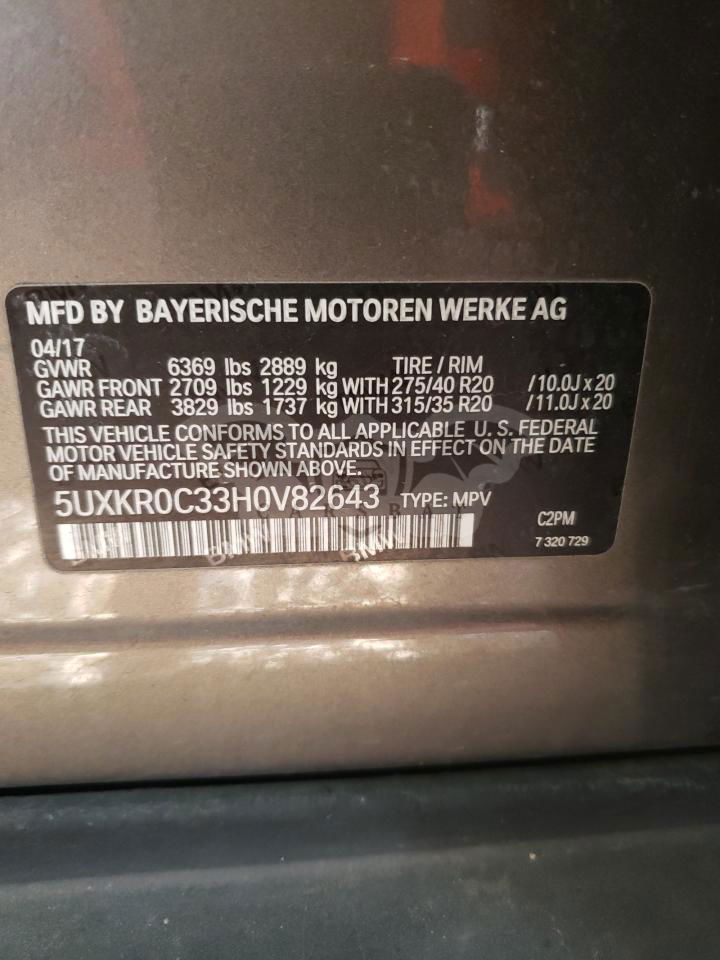 MFD BY BAYERISCHE MOTOREN WERKE AG
04/17
GVWR 6369 lbs 2889 kg TIRE / RIM
GAWR FRONT 2709 lbs 1229 kg WITH 275/40 R20 /10.0J x 20
GAWR REAR 3829 lbs 1737 kg WITH 315/35 R20 /11.0J x 20
THIS VEHICLE CONFORMS TO ALL APPLICABLE U.S. FEDERAL
MOTOR VEHICLE SAFETY STANDARDS IN EFFECT ON THE DATE
OF MANUFACTURE SHOWN ABOVE.
5UXKR0C33H0V82643 TYPE: MPV
C2PM
7 320 729
BMW BMW BMW